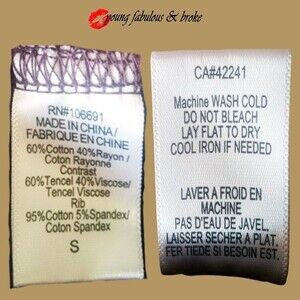 young fabulous & broke
RN#106691
MADE IN CHINA/
FABRIQUE EN CHINE
60%Cotton 40%Rayon/
Coton Rayonne
Contrast
60%Tencel 40%Viscose/
Tencel Viscose
Rib
95%Cotton 5%Spandex/
Coton Spandex
S
CA#42241
Machine WASH COLD
DO NOT BLEACH
LAY FLAT TO DRY
COOL IRON IF NEEDED
LAVER A FROID EN
MACHINE
PAS D'EAU DE JAVEL.
LAISSER SECHER A PLAT.
FER TIEDE SI BESOIN EST.